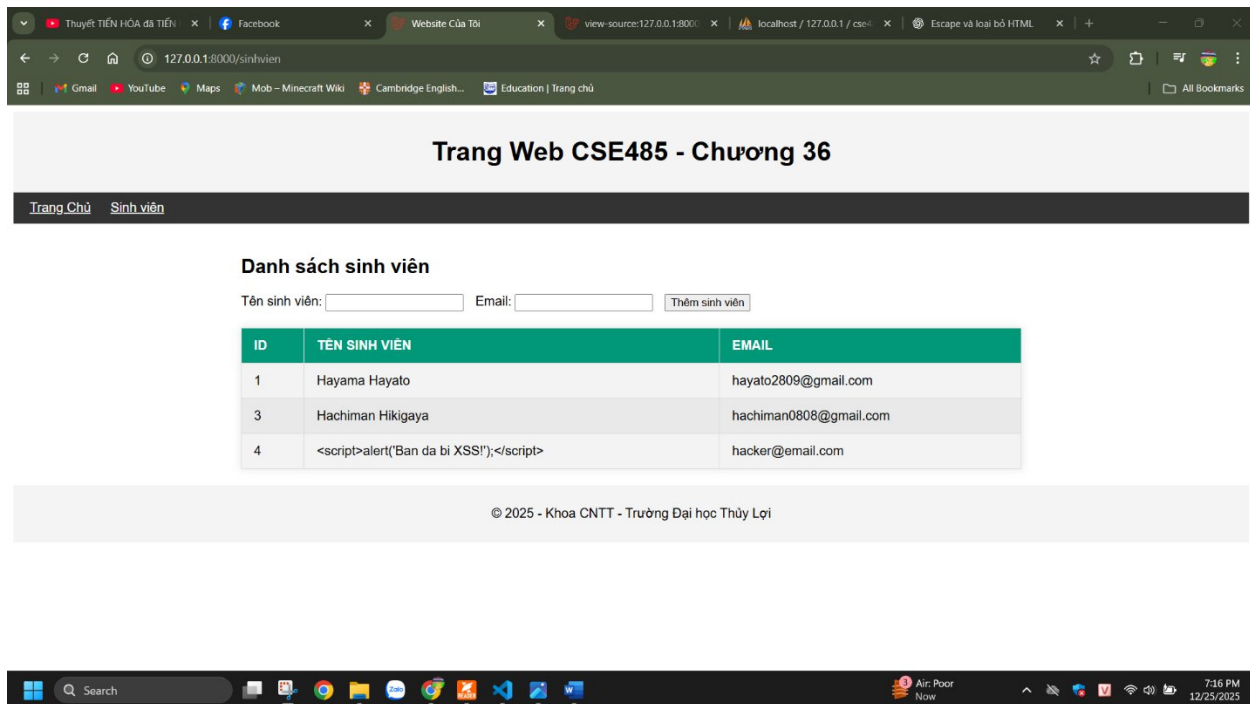 Thuyết TIẾN HÓA đã TIẾN
Facebook
Website Của Tôi
view-source:127.0.0.1:8000
localhost / 127.0.0.1 / cse4
Escape và loại bỏ HTML
127.0.0.1:8000/sinhvien
Gmail
YouTube
Maps
Mob – Minecraft Wiki
Cambridge English...
Education | Trang chủ
All Bookmarks
Trang Web CSE485 - Chương 36
Trang Chủ Sinh viên
Danh sách sinh viên
Tên sinh viên: Email: Thêm sinh viên
ID TÊN SINH VIÊN EMAIL
1 Hayama Hayato hayato2809@gmail.com
3 Hachiman Hikigaya hachiman0808@gmail.com
4 <script>alert('Ban da bi XSS!');</script> hacker@email.com
© 2025 - Khoa CNTT - Trường Đại học Thủy Lợi
Search
Zalo
3
Air: Poor
Now
V
7:16 PM
12/25/2025